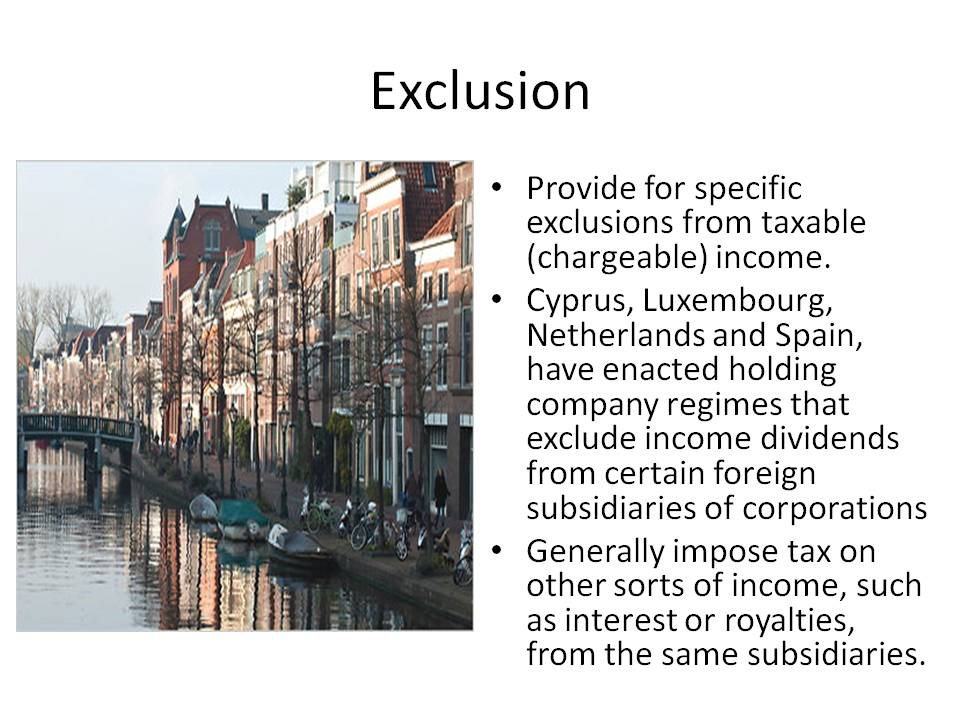 Exclusion
• Provide for specific
exclusions from taxable
(chargeable) income.
• Cyprus, Luxembourg,
Netherlands and Spain,
have enacted holding
company regimes that
exclude income dividends
from certain foreign
subsidiaries of corporations
• Generally impose tax on
other sorts of income, such
as interest or royalties,
from the same subsidiaries.